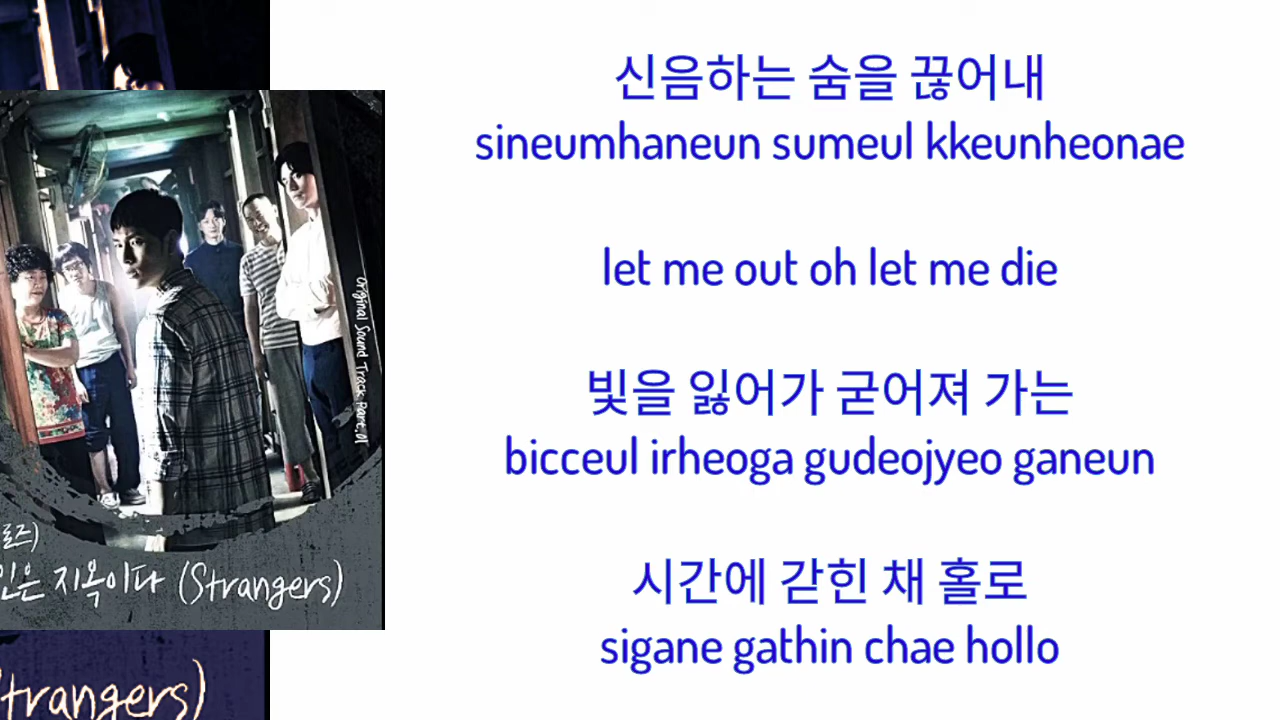 신음하는 숨을 끊어내
sineumhaneun sumeul kkeunheonae
let me out oh let me die
빛을 잃어가 굳어져 가는
bicceul irheoga gudeojyeo ganeun
시간에 갇힌 채 홀로
sigane gathin chae hollo
Original Sound Track Part.01
로즈)
인은 지옥이다 (Strangers)
trangers)